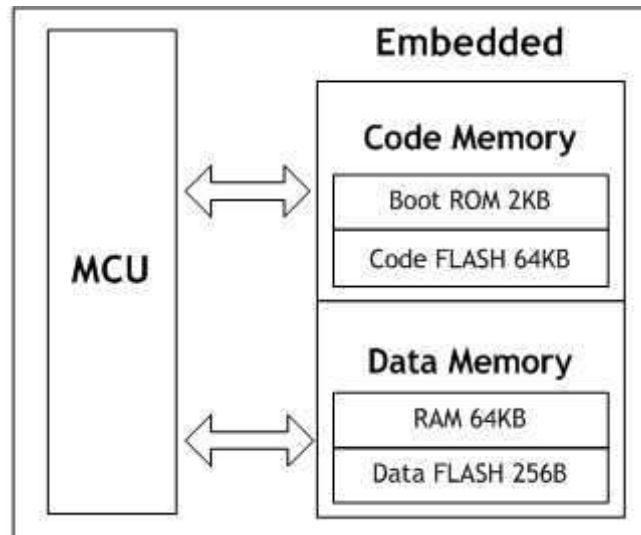 Embedded
MCU
Code Memory
Boot ROM 2KB
Code FLASH 64KB
Data Memory
RAM 64KB
Data FLASH 256B